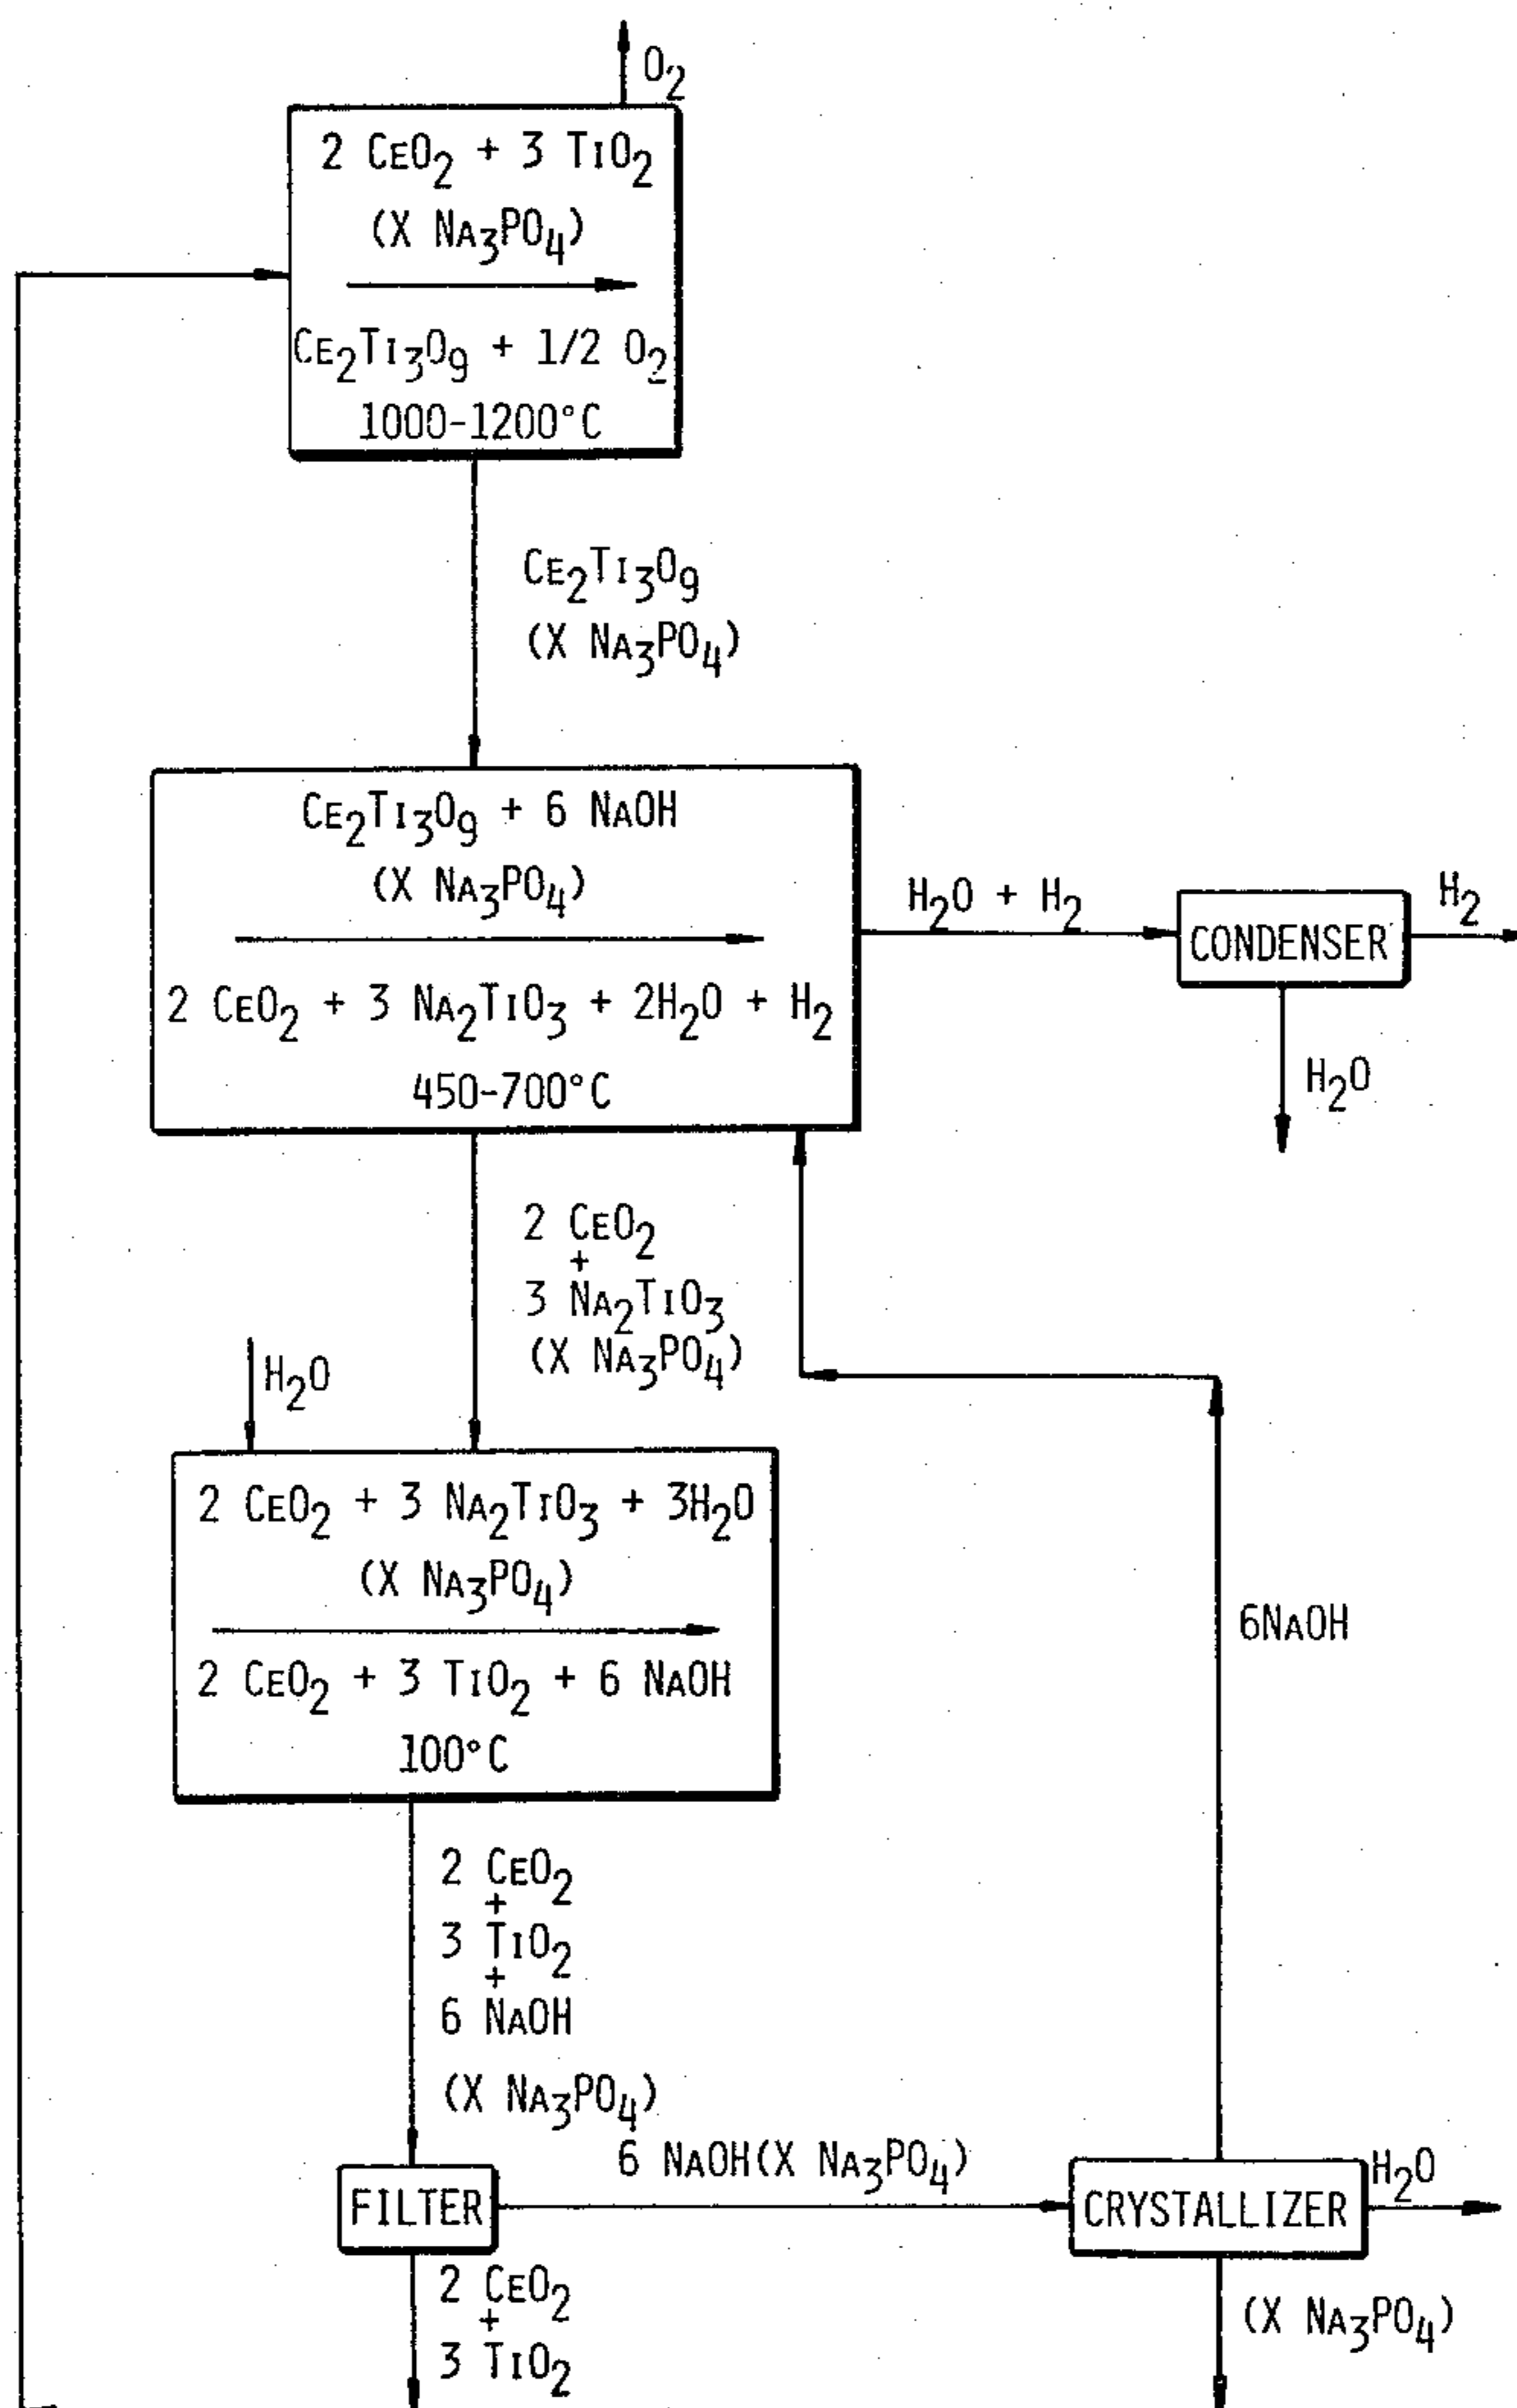 O2
2 CeO2 + 3 TiO2
(X Na3PO4)
Ce2Ti3O9 + 1/2 O2
1000-1200°C
Ce2Ti3O9
(X Na3PO4)
Ce2Ti3O9 + 6 NaOH
(X Na3PO4)
2 CeO2 + 3 Na2TiO3 + 2H2O + H2
450-700°C
H2O + H2
CONDENSER
H2
H2O
2 CeO2
+
3 Na2TiO3
(X Na3PO4)
H2O
2 CeO2 + 3 Na2TiO3 + 3H2O
(X Na3PO4)
2 CeO2 + 3 TiO2 + 6 NaOH
100°C
6NaOH
2 CeO2
+
3 TiO2
+
6 NaOH
(X Na3PO4)
6 NaOH(X Na3PO4)
FILTER
CRYSTALLIZER
H2O
2 CeO2
+
3 TiO2
(X Na3PO4)